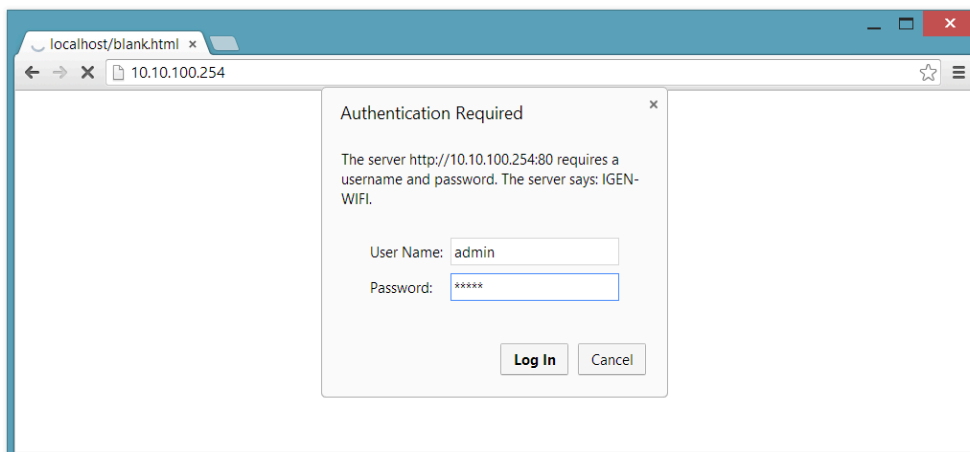 localhost/blank.html ×
10.10.100.254
Authentication Required
The server http://10.10.100.254:80 requires a
username and password. The server says: IGEN-
WIFI.
User Name: admin
Password: *****
Log In Cancel